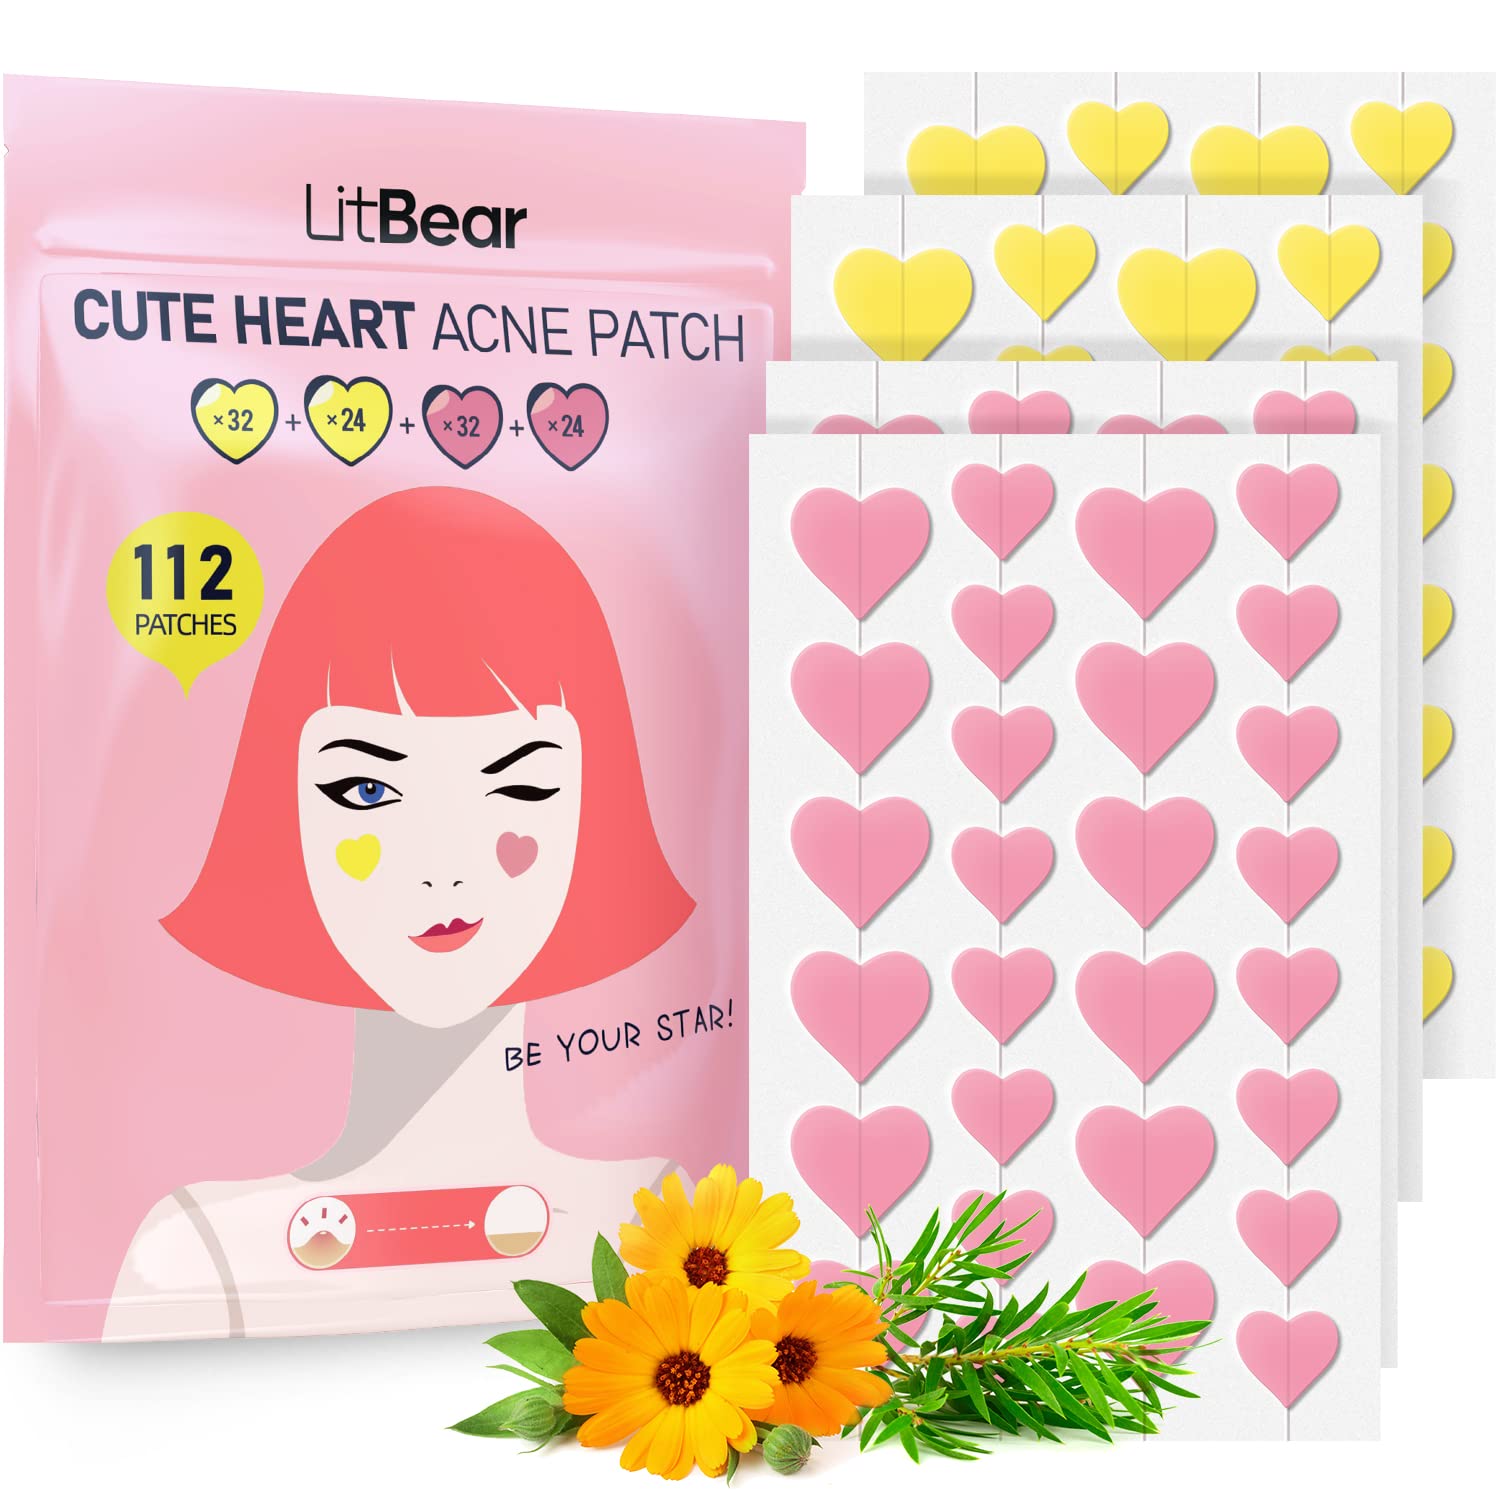 LitBear
CUTE HEART ACNE PATCH
×32 + ×24 + ×32 + ×24
112
PATCHES
BE YOUR STAR!